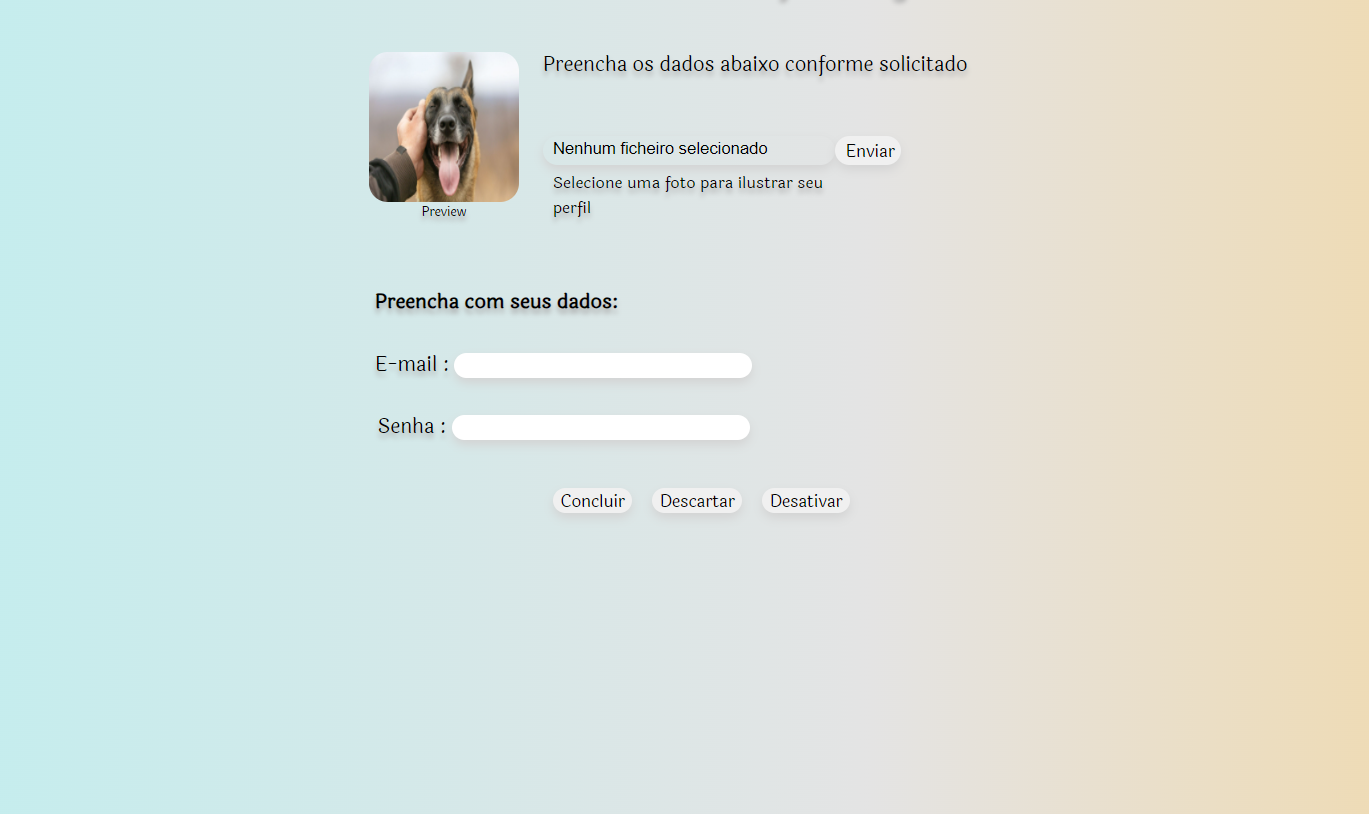 Preencha os dados abaixo conforme solicitado
Nenhum ficheiro selecionado
Enviar
Selecione uma foto para ilustrar seu
perfil
Preview
Preencha com seus dados:
E-mail :
Senha :
Concluir
Descartar
Desativar